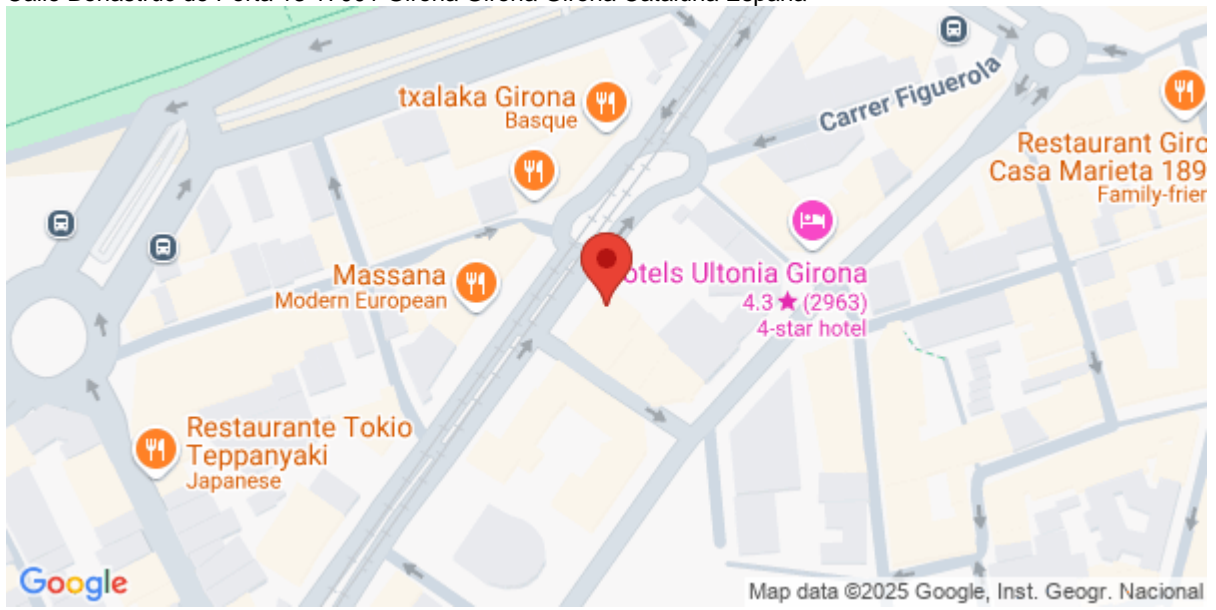 txalaka Girona
Basque
Carrer Figuerola
Restaurant Giro
Casa Marieta 189
Family-frier
otels Ultonia Girona
4.3 ★ (2963)
4-star hotel
Massana
Modern European
Restaurante Tokio
Teppanyaki
Japanese
Google
Map data ©2025 Google, Inst. Geogr. Nacional